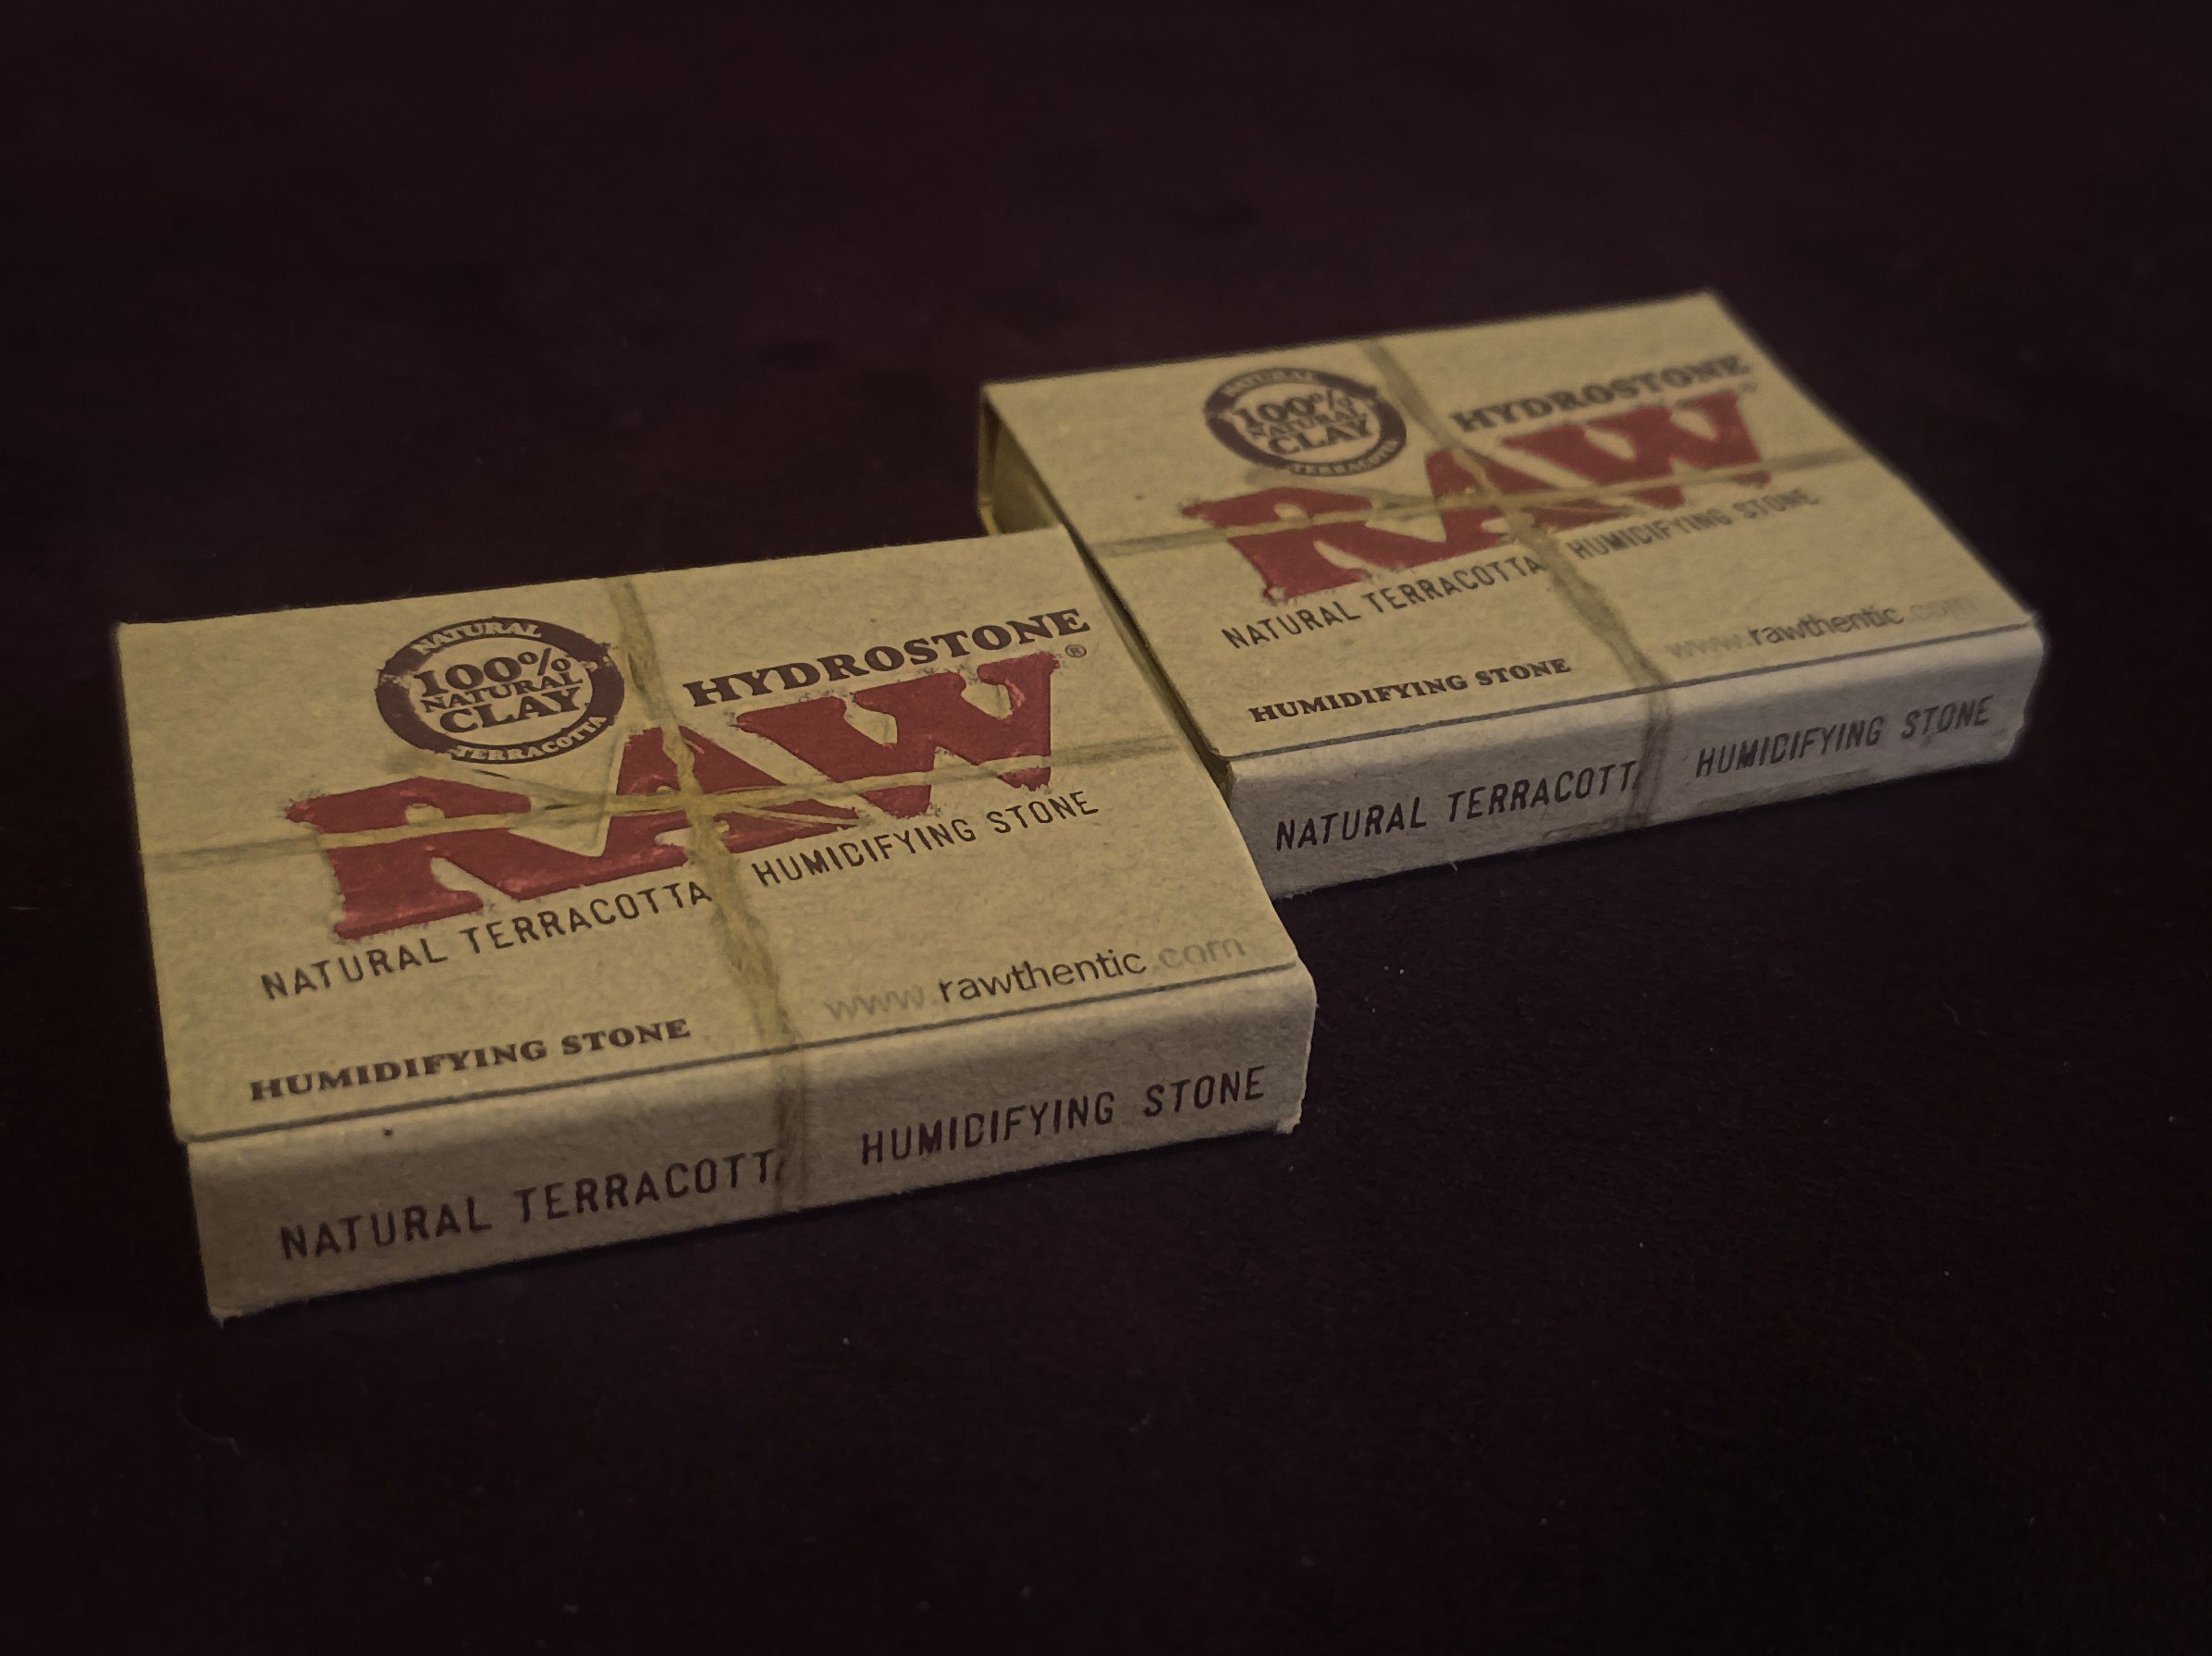 NATURAL
100%
NATURAL
CLAY
TERRACOTTA
HYDROSTONE
RAW®
NATURAL TERRACOTTA HUMIDIFYING STONE
www.rawthentic.com
HUMIDIFYING STONE
NATURAL TERRACOTT HUMIDIFYING STONE
NATURAL
100%
NATURAL
CLAY
TERRACOTTA
HYDROSTONE
RAW®
NATURAL TERRACOTTA HUMIDIFYING STONE
www.rawthentic.com
HUMIDIFYING STONE
NATURAL TERRACOTT HUMIDIFYING STONE